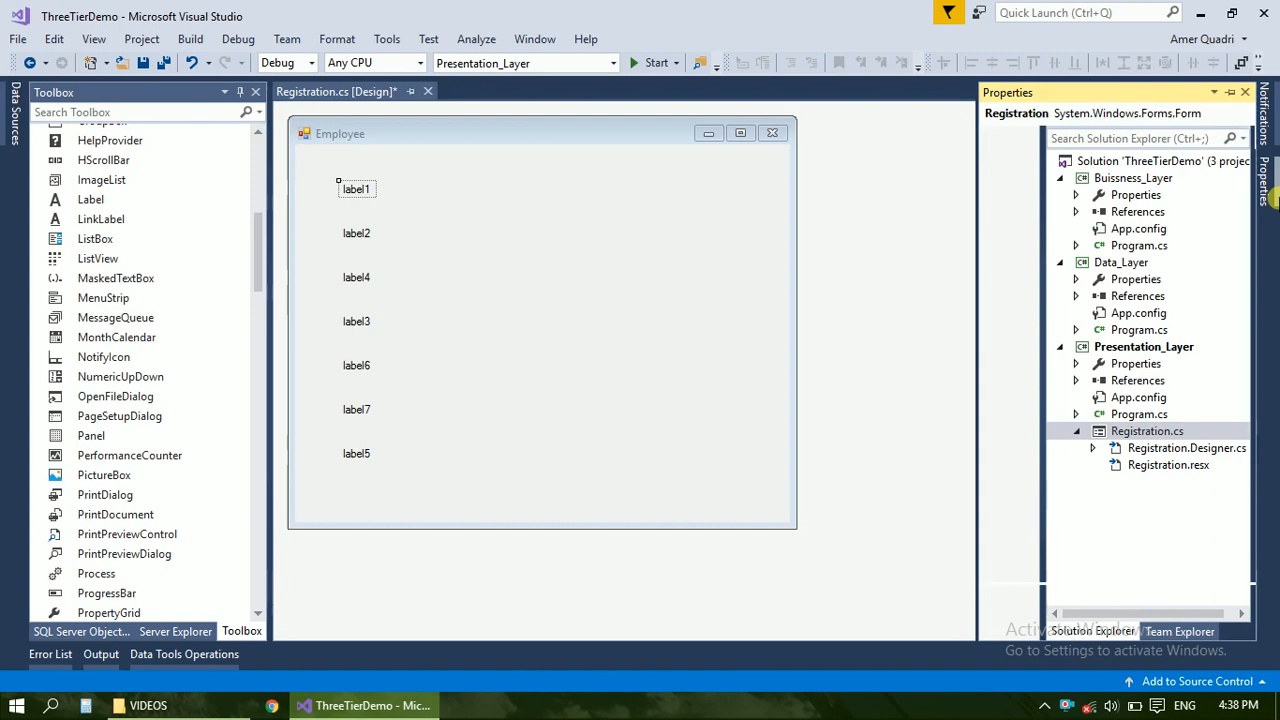 ThreeTierDemo - Microsoft Visual Studio
Quick Launch (Ctrl+Q)
File Edit View Project Build Debug Team Format Tools Test Analyze Window Help
Amer Quadri
Debug Any CPU Presentation_Layer Start
Data Sources
Toolbox
Search Toolbox
HelpProvider
HScrollBar
ImageList
Label
LinkLabel
ListBox
ListView
MaskedTextBox
MenuStrip
MessageQueue
MonthCalendar
NotifyIcon
NumericUpDown
OpenFileDialog
PageSetupDialog
Panel
PerformanceCounter
PictureBox
PrintDialog
PrintDocument
PrintPreviewControl
PrintPreviewDialog
Process
ProgressBar
PropertyGrid
SQL Server Object... Server Explorer Toolbox
Registration.cs [Design]*
Employee
label1
label2
label4
label3
label6
label7
label5
Properties
Registration System.Windows.Forms.Form
Search Solution Explorer (Ctrl+;)
Solution 'ThreeTierDemo' (3 projec
Buissness_Layer
Properties
References
App.config
Program.cs
Data_Layer
Properties
References
App.config
Program.cs
Presentation_Layer
Properties
References
App.config
Program.cs
Registration.cs
Registration.Designer.cs
Registration.resx
Solution Explorer Team Explorer
Notifications
Properties
Activate Windows
Go to Settings to activate Windows.
Error List Output Data Tools Operations
Add to Source Control
VIDEOS
ThreeTierDemo - Mic...
ENG
4:38 PM